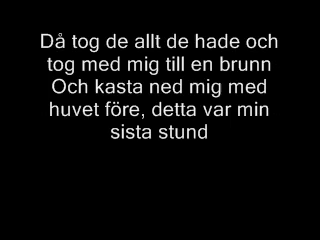 Då tog de allt de hade och
tog med mig till en brunn
Och kasta ned mig med
huvet före, detta var min
sista stund